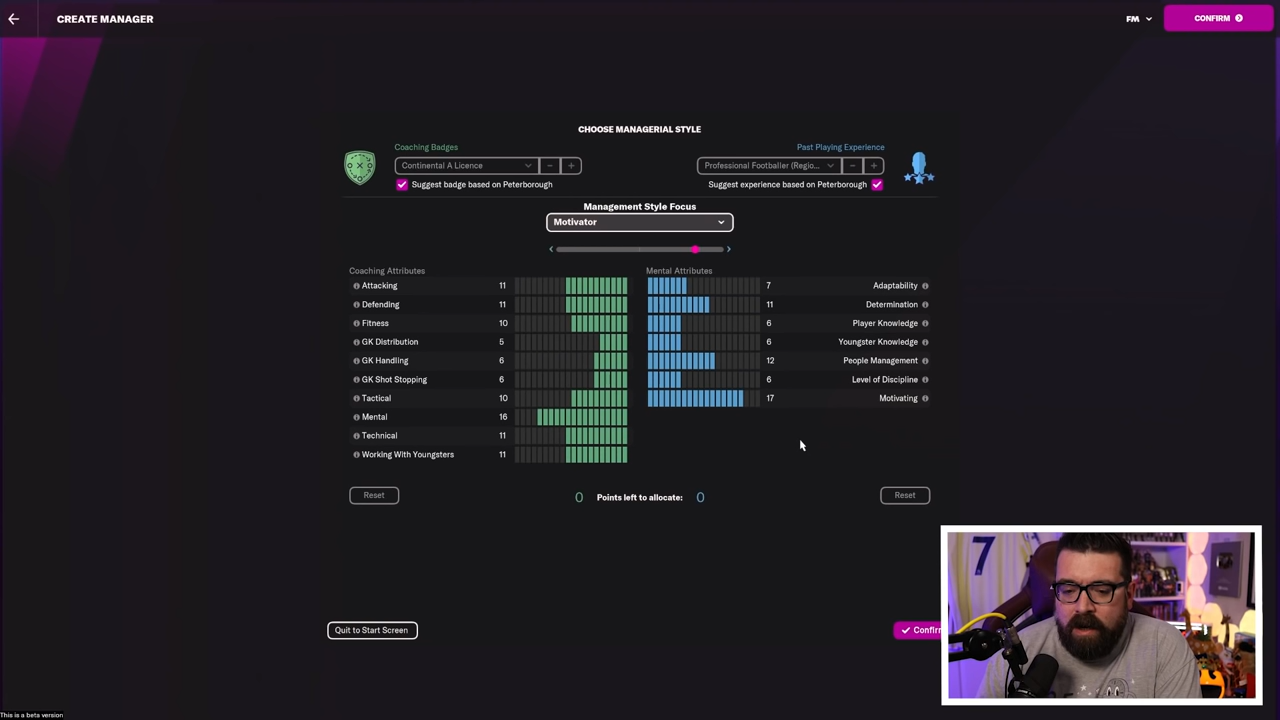 CREATE MANAGER
FM
CONFIRM
CHOOSE MANAGERIAL STYLE
Coaching Badges
Past Playing Experience
Continental A Licence
Professional Footballer (Regio...
Suggest badge based on Peterborough
Suggest experience based on Peterborough
Management Style Focus
Motivator
Coaching Attributes
Mental Attributes
Attacking 11
7 Adaptability
Defending 11
11 Determination
Fitness 10
6 Player Knowledge
GK Distribution 5
6 Youngster Knowledge
GK Handling 6
12 People Management
GK Shot Stopping 6
6 Level of Discipline
Tactical 10
17 Motivating
Mental 16
Technical 11
Working With Youngsters 11
Reset
0 Points left to allocate: 0
Reset
7
Quit to Start Screen
Confirm
This is a beta version